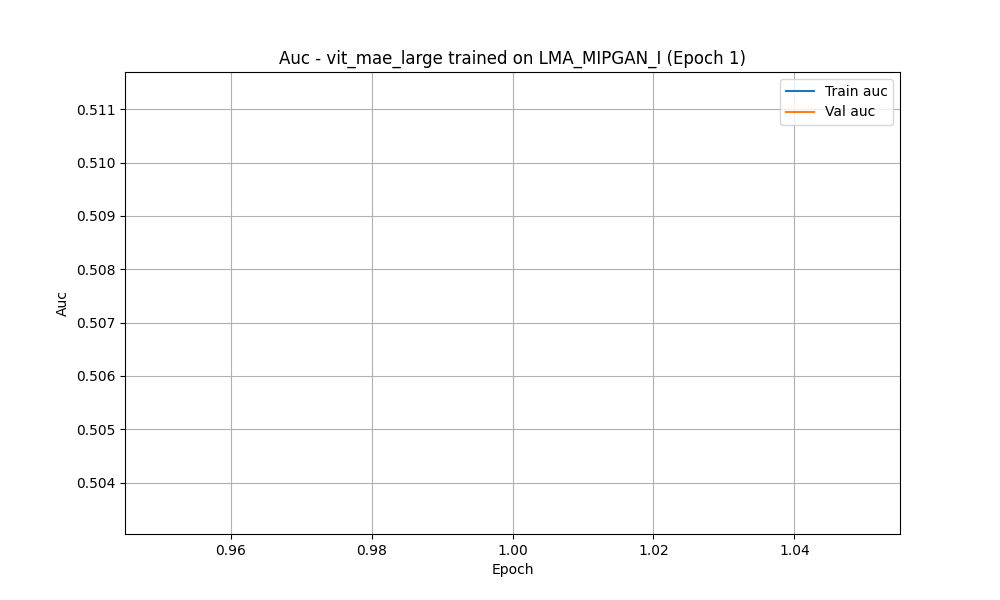 Auc - vit_mae_large trained on LMA_MIPGAN_I (Epoch 1)
Train auc
Val auc
0.511
0.510
0.509
0.508
0.507
0.506
0.505
0.504
Auc
0.96 0.98 1.00 1.02 1.04
Epoch